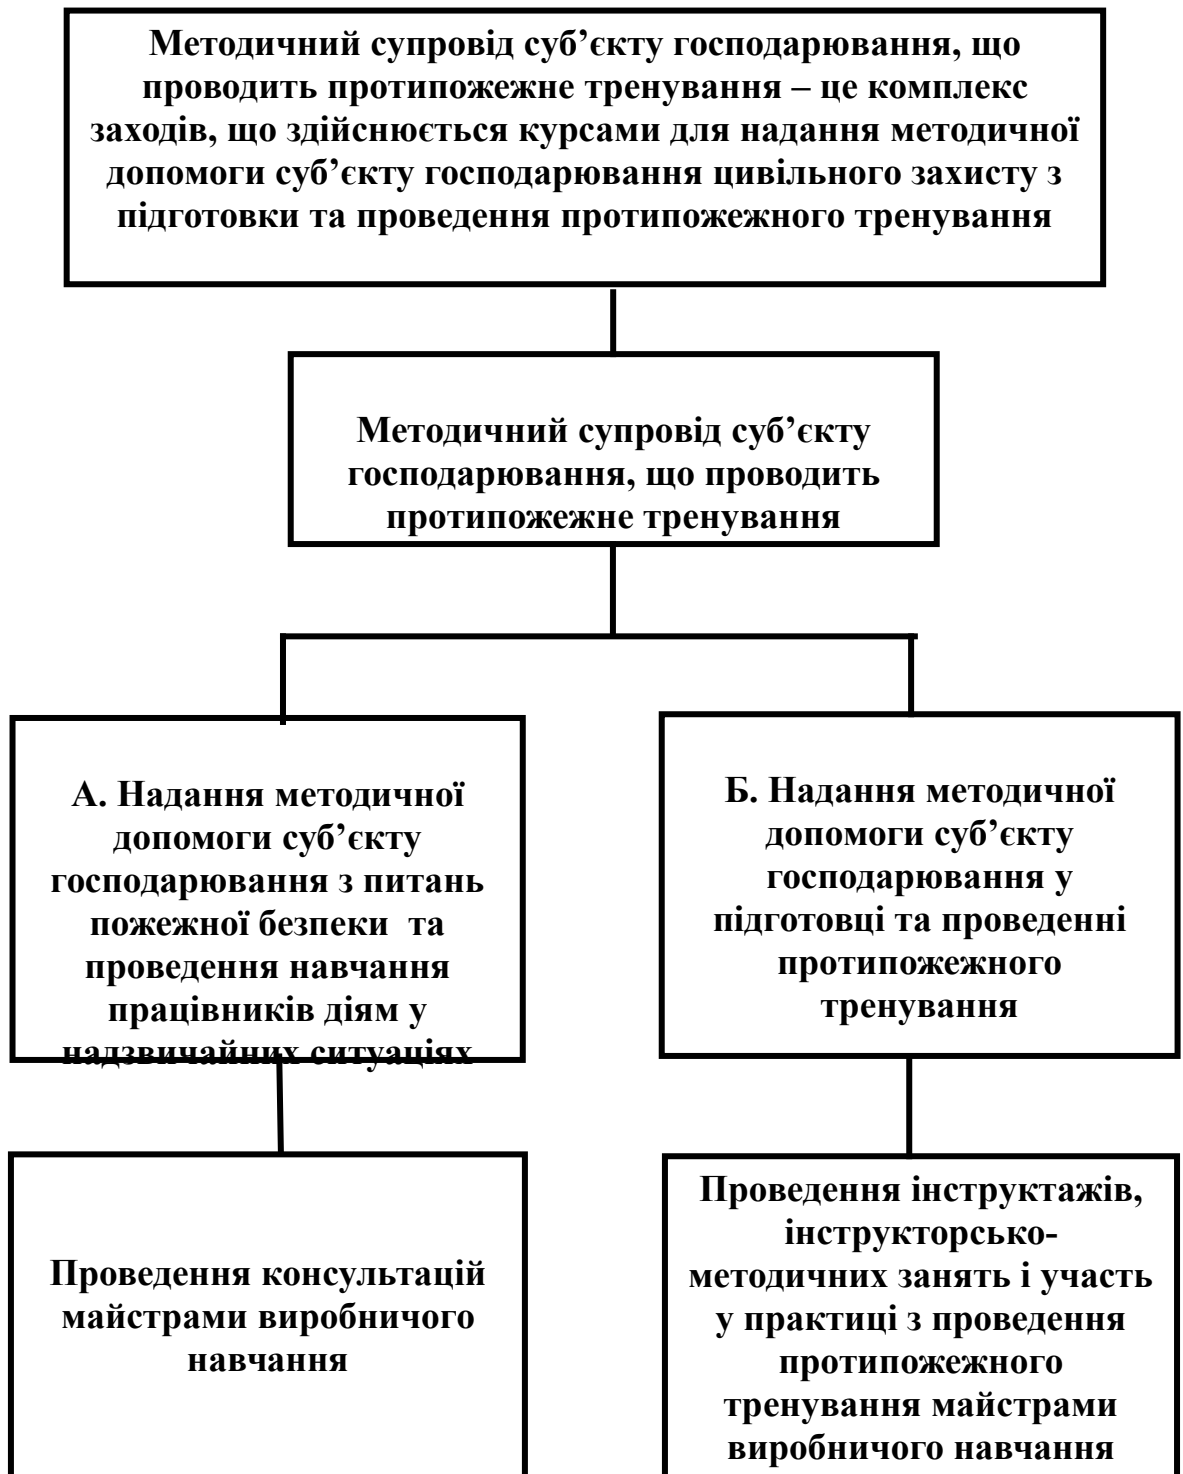 Методичний супровід суб’єкту господарювання, що
проводить протипожежне тренування – це комплекс
заходів, що здійснюється курсами для надання методичної
допомоги суб’єкту господарювання цивільного захисту з
підготовки та проведення протипожежного тренування
Методичний супровід суб’єкту
господарювання, що проводить
протипожежне тренування
А. Надання методичної
допомоги суб’єкту
господарювання з питань
пожежної безпеки та
проведення навчання
працівників діям у
надзвичайних ситуаціях
Б. Надання методичної
допомоги суб’єкту
господарювання у
підготовці та проведенні
протипожежного
тренування
Проведення консультацій
майстрами виробничого
навчання
Проведення інструктажів,
інструкторсько-
методичних занять і участь
у практиці з проведення
протипожежного
тренування майстрами
виробничого навчання